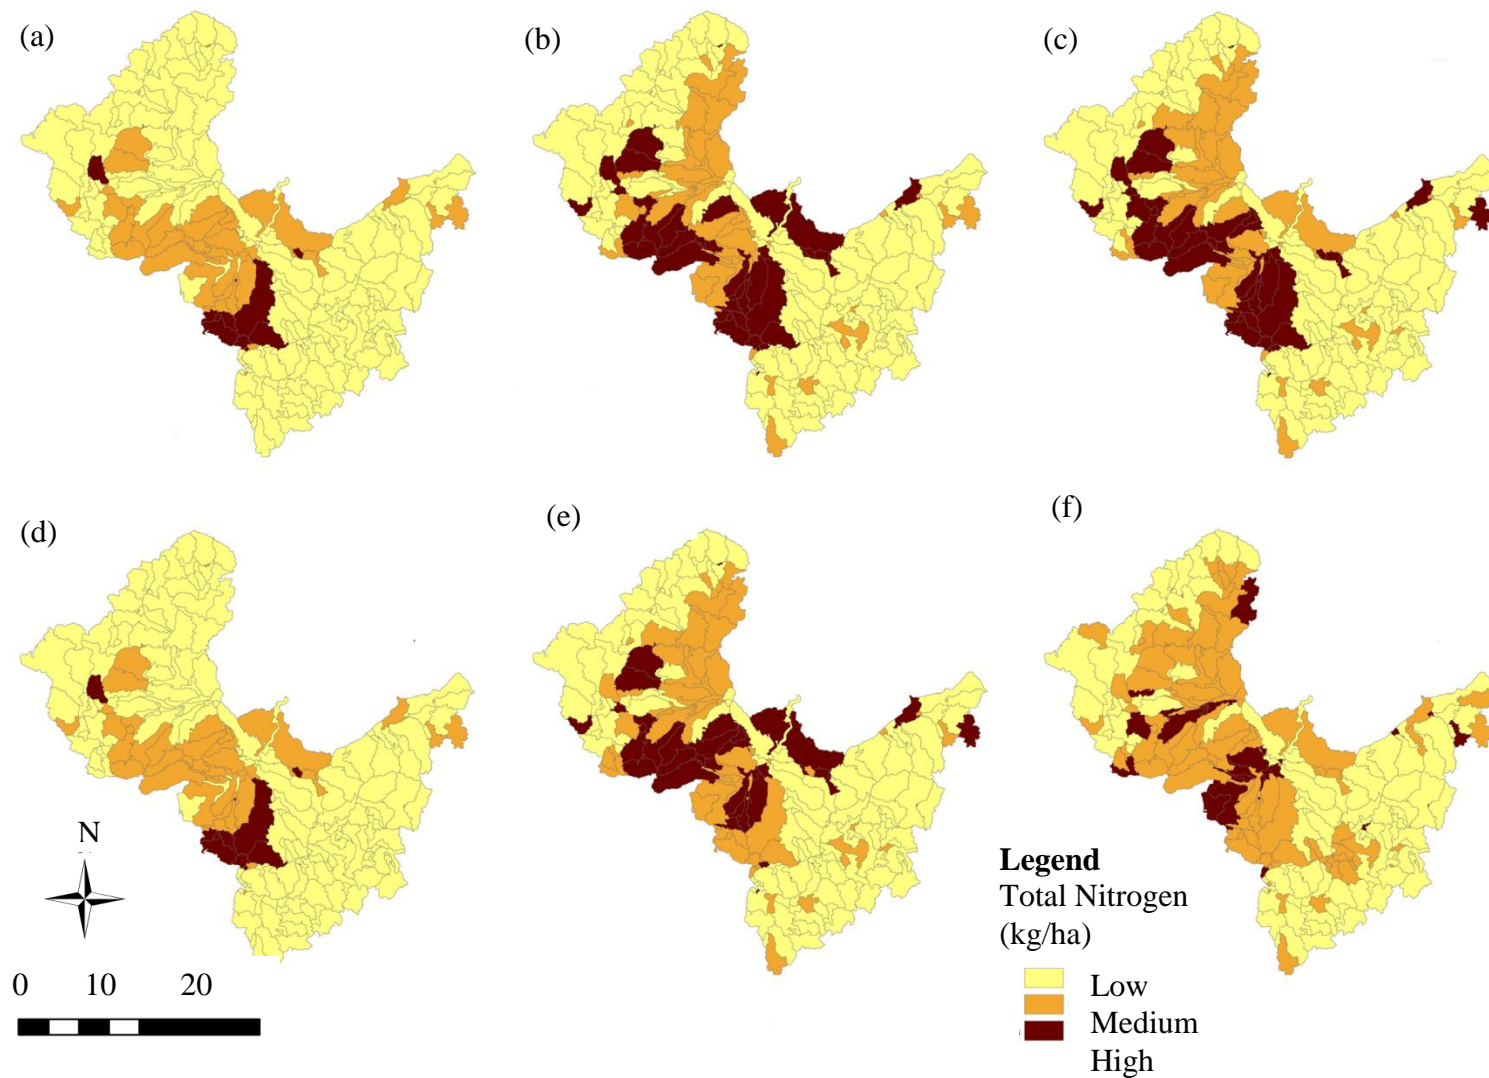 (a)
(b)
(c)
(d)
(e)
(f)
N
0 10 20
Legend
Total Nitrogen
(kg/ha)
Low
Medium
High